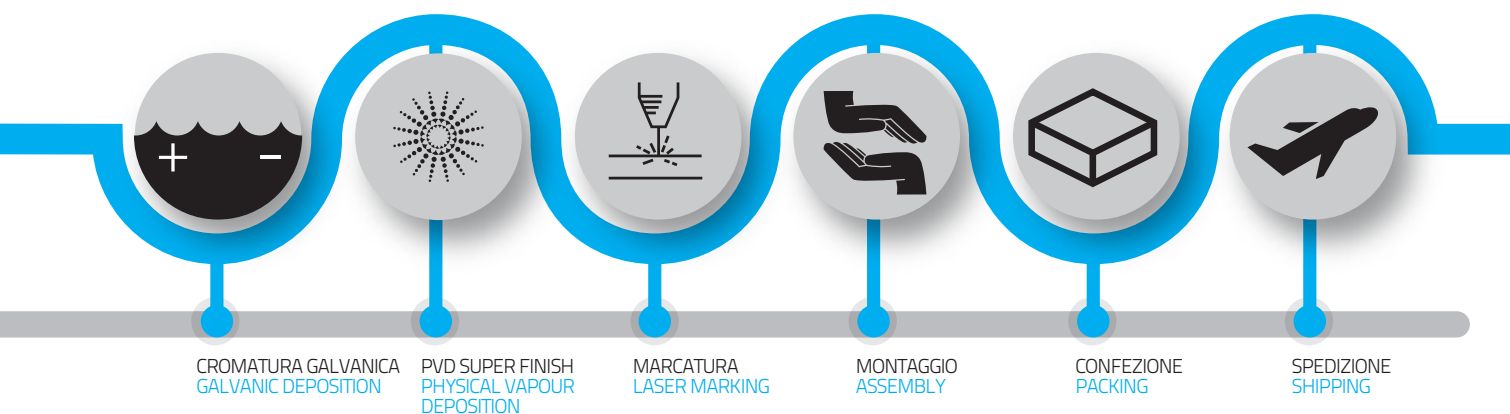 CROMATURA GALVANICA
GALVANIC DEPOSITION
PVD SUPER FINISH
PHYSICAL VAPOUR
DEPOSITION
MARCATURA
LASER MARKING
MONTAGGIO
ASSEMBLY
CONFEZIONE
PACKING
SPEDIZIONE
SHIPPING